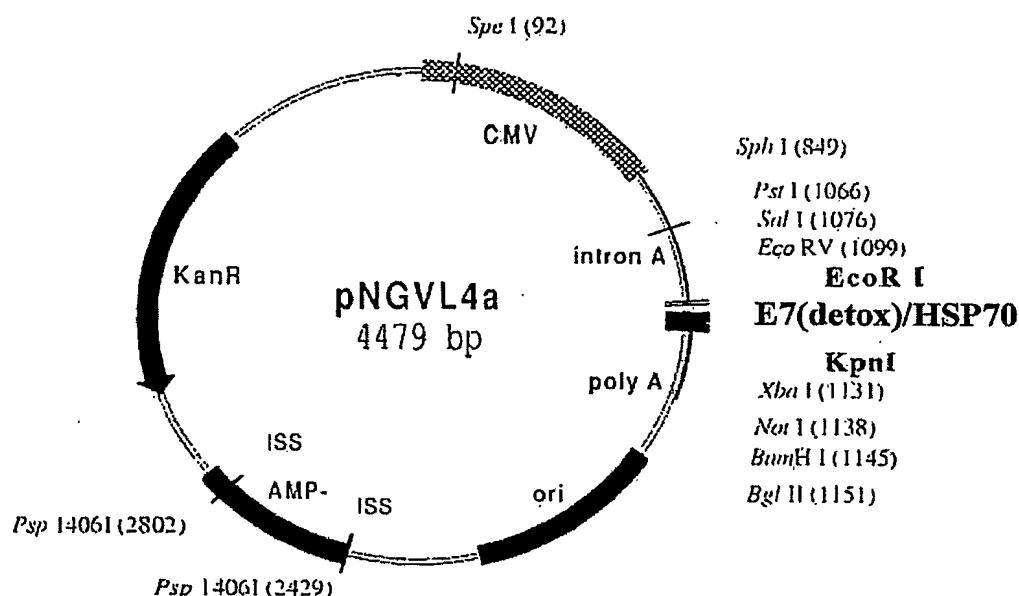 Spe I (92)
CMV
Sph I (849)
Pst I (1066)
Sal I (1076)
Eco RV (1099)
intron A
EcoR I
E7(detox)/HSP70
KpnI
poly A
Xba I (1131)
Not I (1138)
BamH I (1145)
Bgl II (1151)
KanR
pNGVL4a
4479 bp
ISS
AMP-
ISS
ori
Psp 1406I (2802)
Psp 1406I (2429)